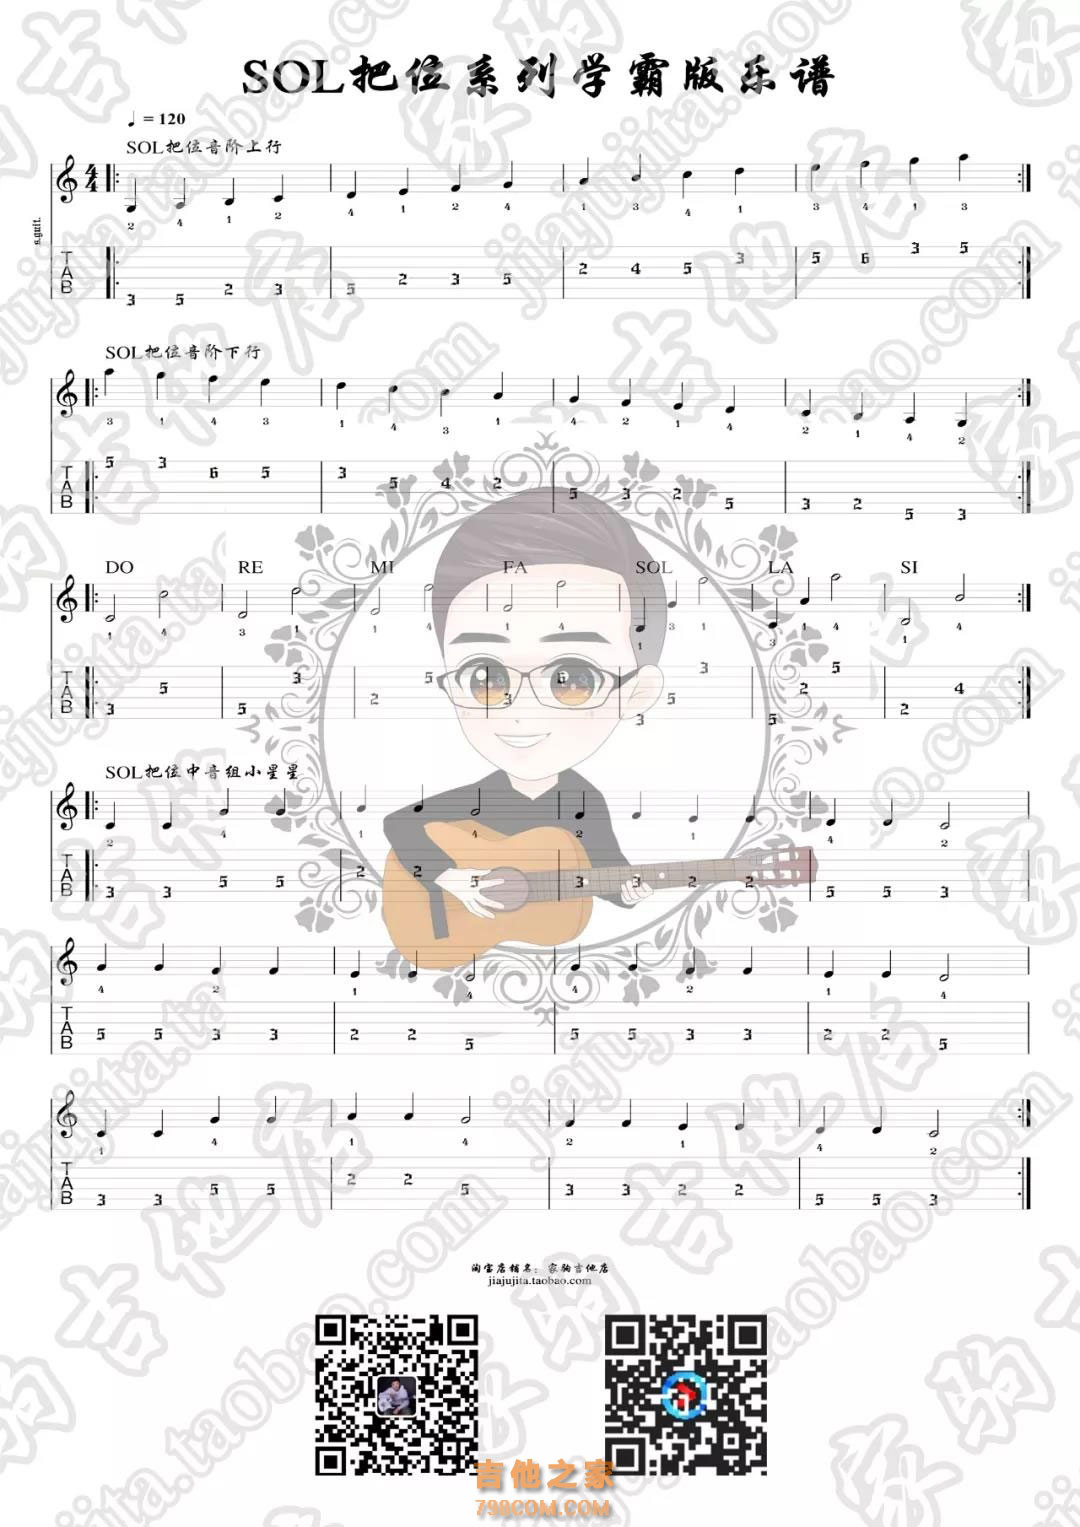 SOL把位系列学霸版乐谱
♩ = 120
SOL把位音阶上行
4/4
2 4 1 2 4 1 2 4 1 3 4 1 3 4 1 3
s.guit.
TAB
3 5 2 3 5 2 3 5 2 4 5 3 5 6 3 5
SOL把位音阶下行
3 1 4 3 1 4 3 1 4 2 1 4 2 1 4 2
TAB
5 3 6 5 3 5 4 2 5 3 2 5 3 2 5 3
DO RE MI FA SOL LA SI
1 4 3 1 1 4 1 4 1 3 1 3 1 4 1 4
TAB
3 5 5 3 2 5 3 6 3 5 3 5 2 5 2 4
SOL把位中音组小星星
2 4 1 4 2 1 4 2
TAB
3 3 5 5 2 2 5 3 3 2 2 5 5 3
4 2 1 4 4 2 1 4
TAB
5 5 3 3 2 2 5 5 5 3 3 2 2 5
1 4 1 4 2 1 4 2
TAB
3 3 5 5 2 2 5 3 3 2 2 5 5 3
淘宝店铺名：家驹吉他店
jiajujita.taobao.com
吉他之家
798COM.COM